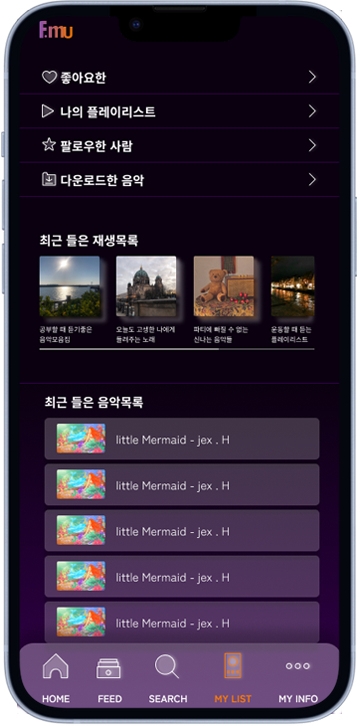 F.mu
좋아요한
나의 플레이리스트
팔로우한 사람
다운로드한 음악
최근 들은 재생목록
공부할 때 듣기좋은
음악모음집
오늘도 고생한 나에게
들려주는 노래
파티에 빠질 수 없는
신나는 음악들
운동할 때 듣는
플레이리스트
최근 들은 음악목록
little Mermaid - jex . H
little Mermaid - jex . H
little Mermaid - jex . H
little Mermaid - jex . H
little Mermaid - jex . H
HOME FEED SEARCH MY LIST MY INFO